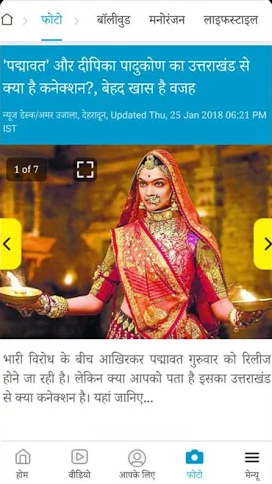 फोटो
बॉलीवुड
मनोरंजन
लाइफस्टाइल
'पद्मावत' और दीपिका पादुकोण का उत्तराखंड से
क्या है कनेक्शन?, बेहद खास है वजह
न्यूज डेस्क/अमर उजाला, देहरादून, Updated Thu, 25 Jan 2018 06:21 PM
IST
1 of 7
भारी विरोध के बीच आखिरकार पद्मावत गुरुवार को रिलीज
होने जा रही है। लेकिन क्या आपको पता है इसका उत्तराखंड
से क्या कनेक्शन है। यहां जानिए...
होम
वीडियो
आपके लिए
फोटो
मेन्यू